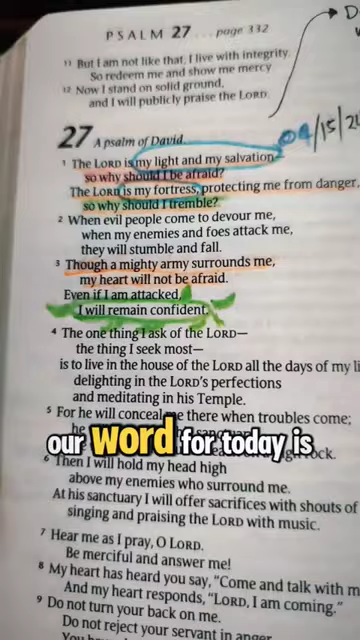 PSALM 27 . . . page 332
11 But I am not like that; I live with integrity.
So redeem me and show me mercy
12 Now I stand on solid ground,
and I will publicly praise the LORD
04/15/2
27 A psalm of David.
1 The LORD is my light and my salvation
so why should I be afraid?
The LORD is my fortress, protecting me from danger,
so why should I tremble?
2 When evil people come to devour me,
when my enemies and foes attack me,
they will stumble and fall.
3 Though a mighty army surrounds me,
my heart will not be afraid.
Even if I am attacked,
I will remain confident.
4 The one thing I ask of the LORD—
the thing I seek most—
is to live in the house of the LORD all the days of my
delighting in the LORD's perfections
and meditating in his Temple.
5 For he will conceal me there when troubles come;
he
our word for today is
6 Then I will hold my head high
above my enemies who surround me.
At his sanctuary I will offer sacrifices with shouts of
singing and praising the LORD with music.
7 Hear me as I pray, O LORD.
Be merciful and answer me!
8 My heart has heard you say, "Come and talk with
And my heart responds, "LORD, I am coming."
9 Do not turn your back on me.
Do not reject your servant in anger